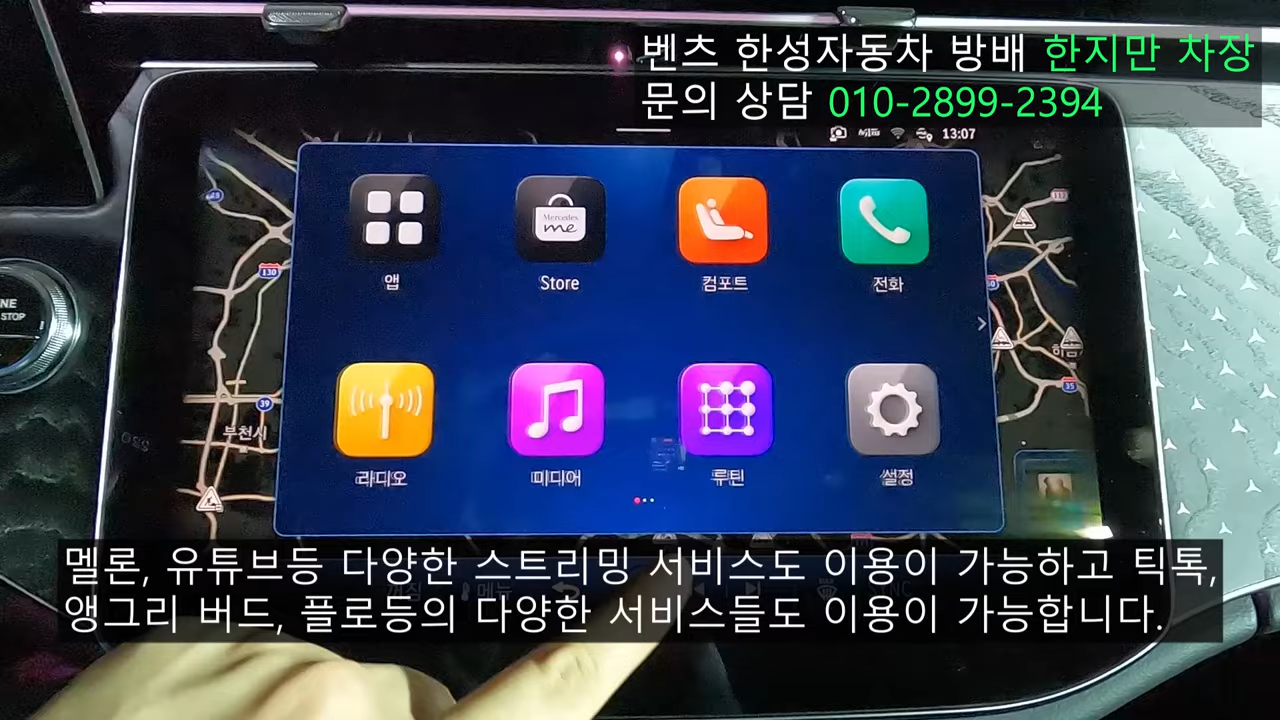 벤츠 한성자동차 방배 한지만 차장
문의 상담 010-2899-2394
13:07
Mercedes me
앱
Store
컴포트
전화
130
39
35
부천시
라디오
미디어
루틴
설정
STOP
멜론, 유튜브등 다양한 스트리밍 서비스도 이용이 가능하고 틱톡,
앵그리 버드, 플로등의 다양한 서비스들도 이용이 가능합니다.
메뉴